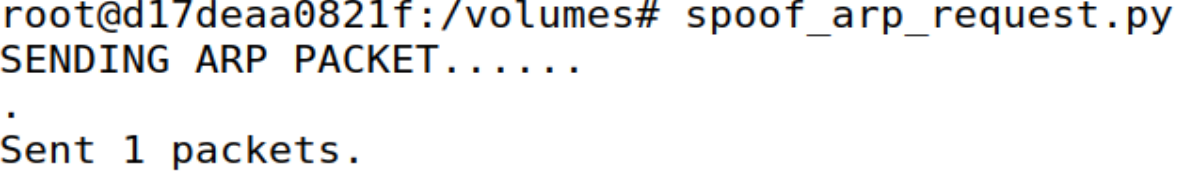 root@d17deaa0821f:/volumes# spoof_arp_request.py
SENDING ARP PACKET......
.
Sent 1 packets.